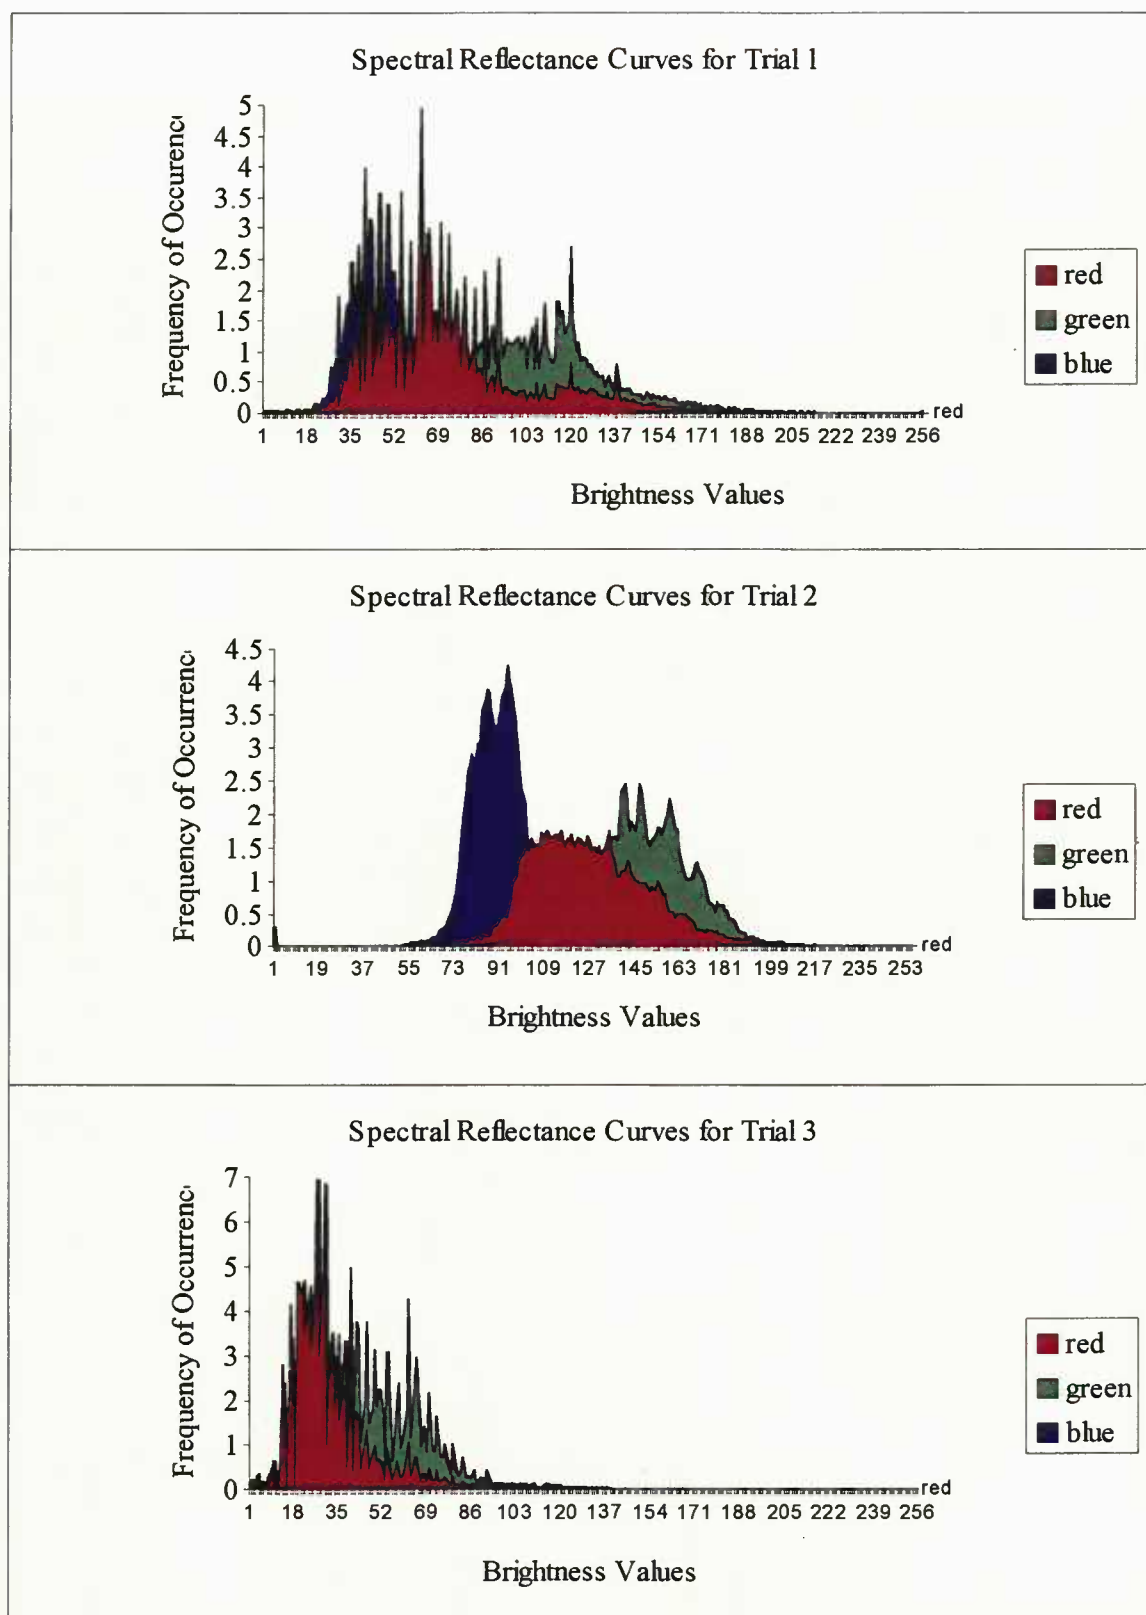 Spectral Reflectance Curves for Trial 1
Frequency of Occurenc
5
4.5
4
3.5
3
2.5
2
1.5
1
0.5
0
1 18 35 52 69 86 103 120 137 154 171 188 205 222 239 256
red
Brightness Values
red
green
blue
Spectral Reflectance Curves for Trial 2
Frequency of Occurrenc
4.5
4
3.5
3
2.5
2
1.5
1
0.5
0
1 19 37 55 73 91 109 127 145 163 181 199 217 235 253
red
Brightness Values
red
green
blue
Spectral Reflectance Curves for Trial 3
Frequency of Occurrenc
7
6
5
4
3
2
1
0
1 18 35 52 69 86 103 120 137 154 171 188 205 222 239 256
red
Brightness Values
red
green
blue